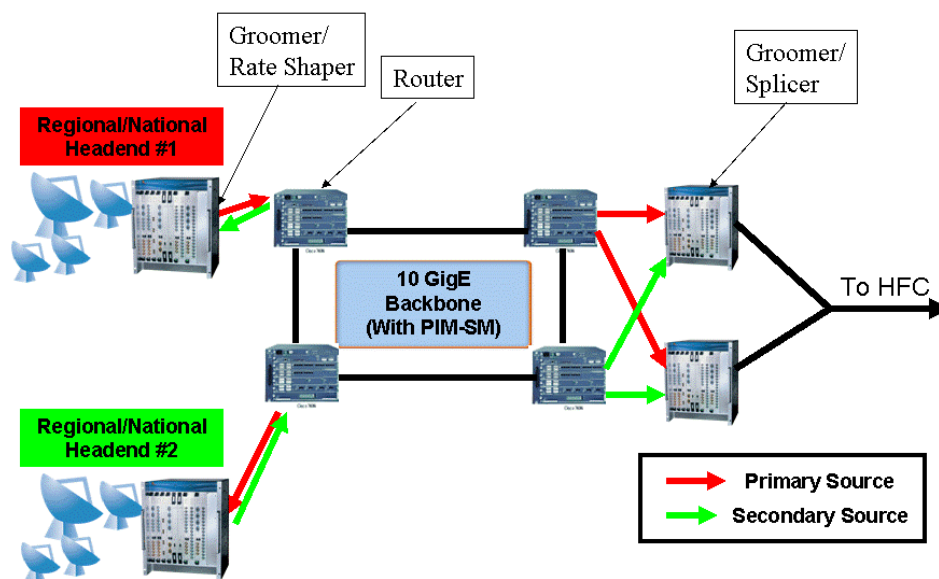 Groomer/
Rate Shaper
Router
Groomer/
Splicer
Regional/National
Headend #1
10 GigE
Backbone
(With PIM-SM)
To HFC
Regional/National
Headend #2
Primary Source
Secondary Source